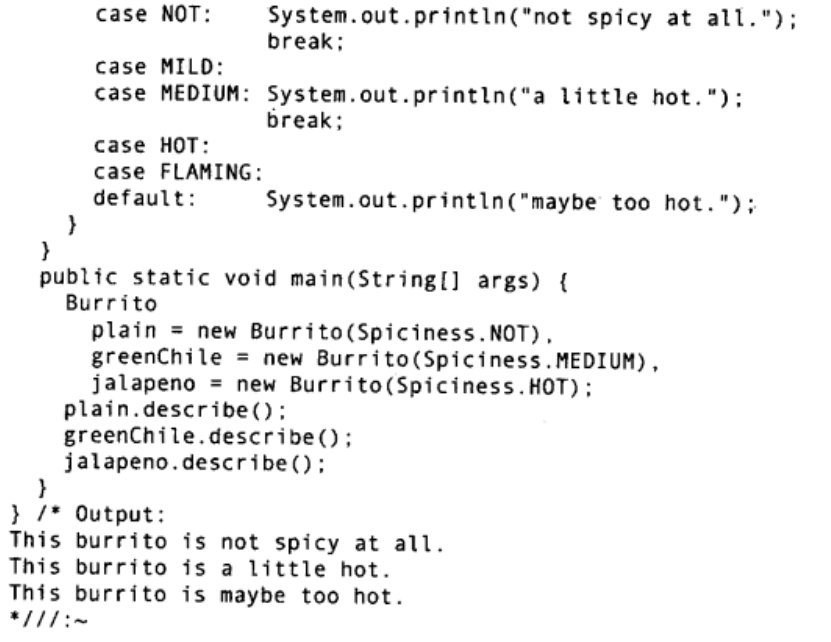 case NOT:    System.out.println("not spicy at all.");
break;
case MILD:
case MEDIUM: System.out.println("a little hot.");
break;
case HOT:
case FLAMING:
default:     System.out.println("maybe too hot.");
}
}
public static void main(String[] args) {
Burrito
plain = new Burrito(Spiciness.NOT),
greenChile = new Burrito(Spiciness.MEDIUM),
jalapeno = new Burrito(Spiciness.HOT);
plain.describe();
greenChile.describe();
jalapeno.describe();
}
} /* Output:
This burrito is not spicy at all.
This burrito is a little hot.
This burrito is maybe too hot.
*///:~